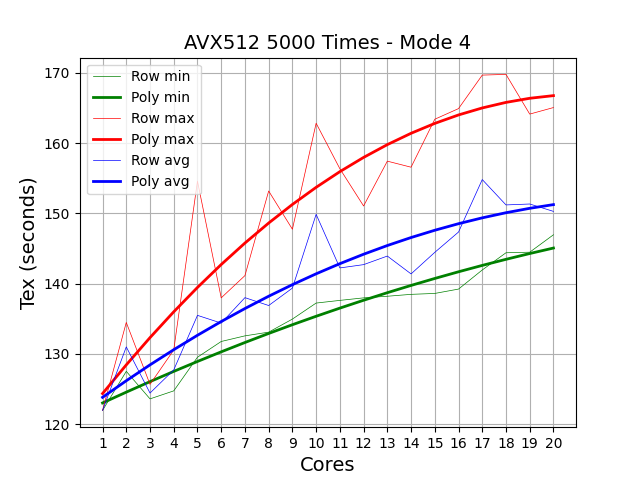 AVX512 5000 Times - Mode 4
Row min
Poly min
Row max
Poly max
Row avg
Poly avg
170
160
150
140
130
120
Tex (seconds)
1 2 3 4 5 6 7 8 9 10 11 12 13 14 15 16 17 18 19 20
Cores